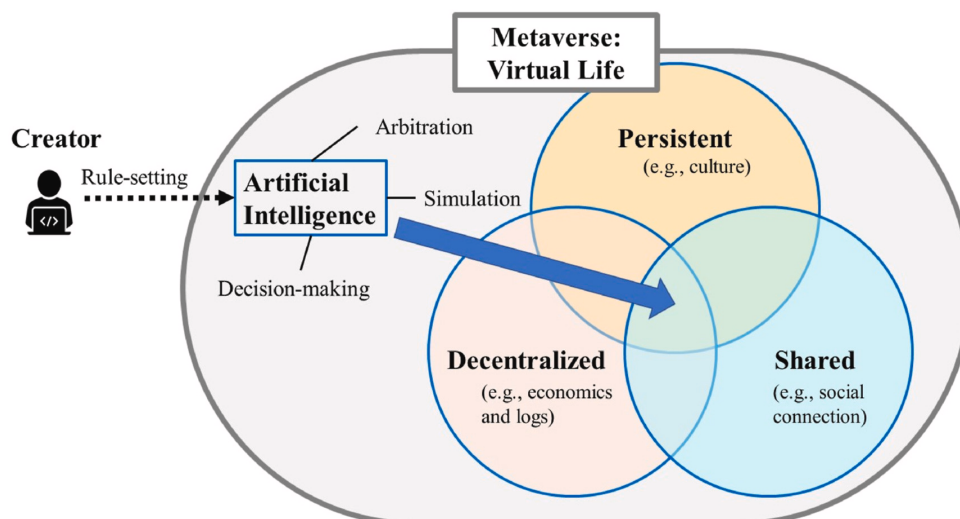 Metaverse:
Virtual Life
Creator
Rule-setting
</>
Arbitration
Artificial
Intelligence
Simulation
Decision-making
Persistent
(e.g., culture)
Decentralized
(e.g., economics
and logs)
Shared
(e.g., social
connection)